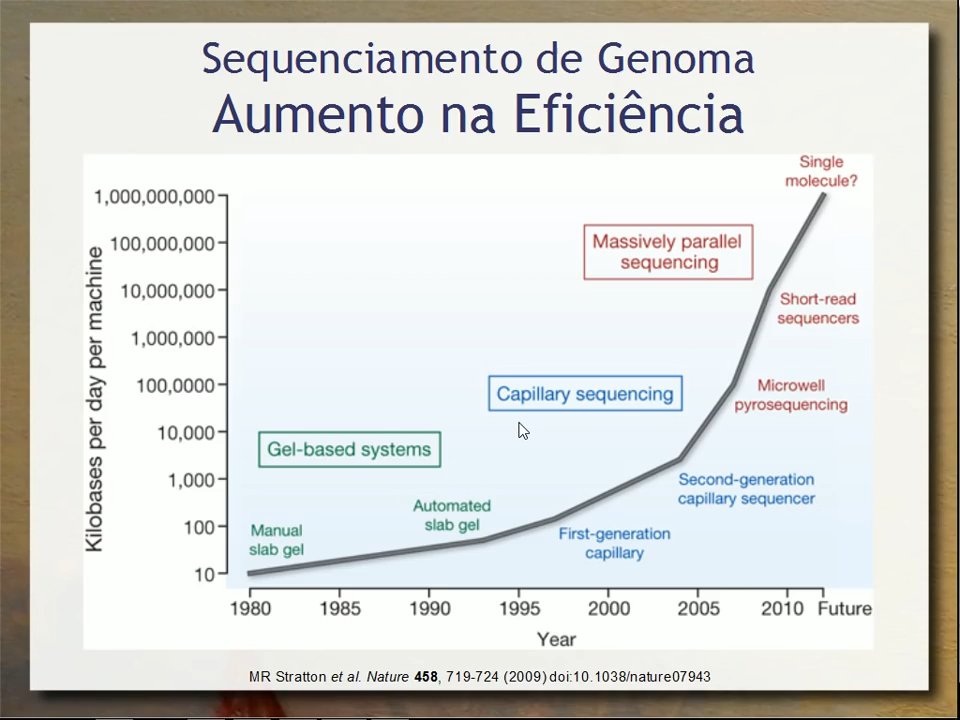 Sequenciamento de Genoma
Aumento na Eficiência
Single
molecule?
1,000,000,000
100,000,000
10,000,000
1,000,000
100,0000
10,000
1,000
100
10
Kilobases per day per machine
Massively parallel
sequencing
Short-read
sequencers
Capillary sequencing
Microwell
pyrosequencing
Gel-based systems
Second-generation
capillary sequencer
Automated
slab gel
Manual
slab gel
First-generation
capillary
1980 1985 1990 1995 2000 2005 2010 Future
Year
MR Stratton et al. Nature 458, 719-724 (2009) doi:10.1038/nature07943